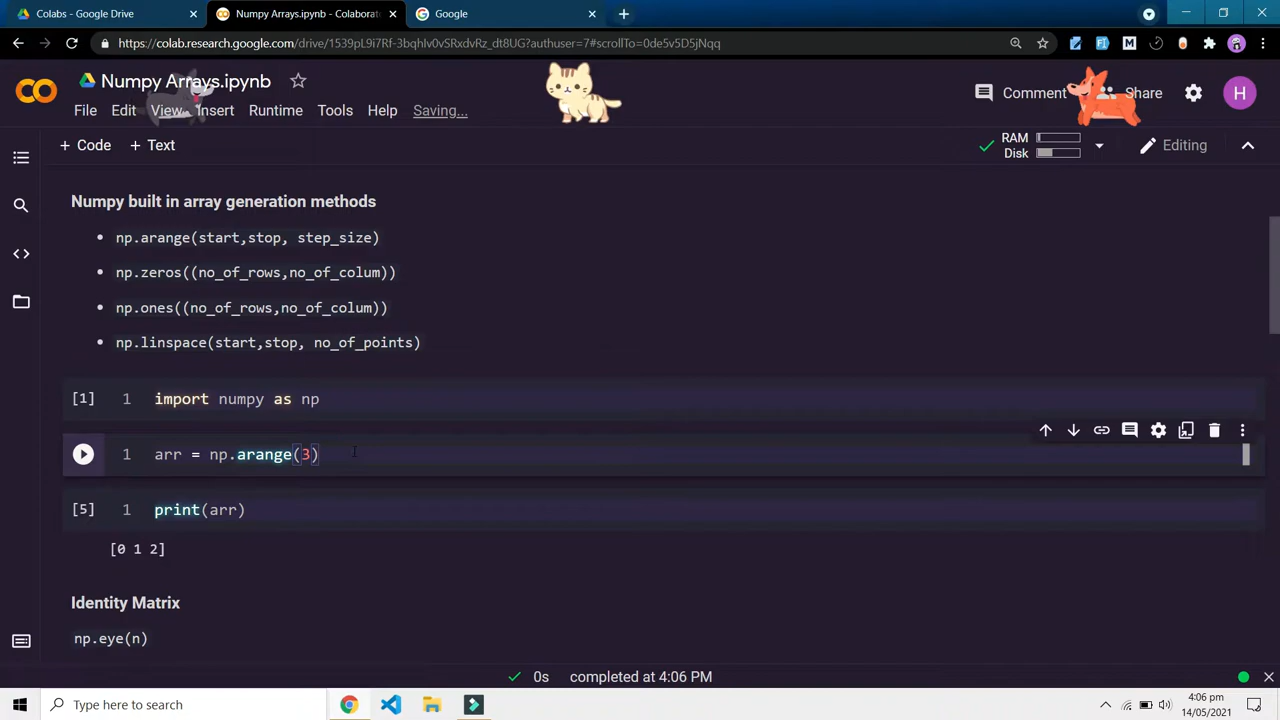 Colabs - Google Drive
Numpy Arrays.ipynb - Colaborato
Google
https://colab.research.google.com/drive/1539pL9i7Rf-3bqhIv0vSRxdvRz_dt8UG?authuser=7#scrollTo=0de5v5D5jNqq
Numpy Arrays.ipynb
Comment
Share
H
File Edit View Insert Runtime Tools Help Saving...
+ Code + Text
RAM
Disk
Editing
Numpy built in array generation methods
np.arange(start,stop, step_size)
np.zeros((no_of_rows,no_of_colum))
np.ones((no_of_rows,no_of_colum))
np.linspace(start,stop, no_of_points)
[1] 1 import numpy as np
1 arr = np.arange(3)
[5] 1 print(arr)
[0 1 2]
Identity Matrix
np.eye(n)
0s completed at 4:06 PM
Type here to search
4:06 pm
14/05/2021